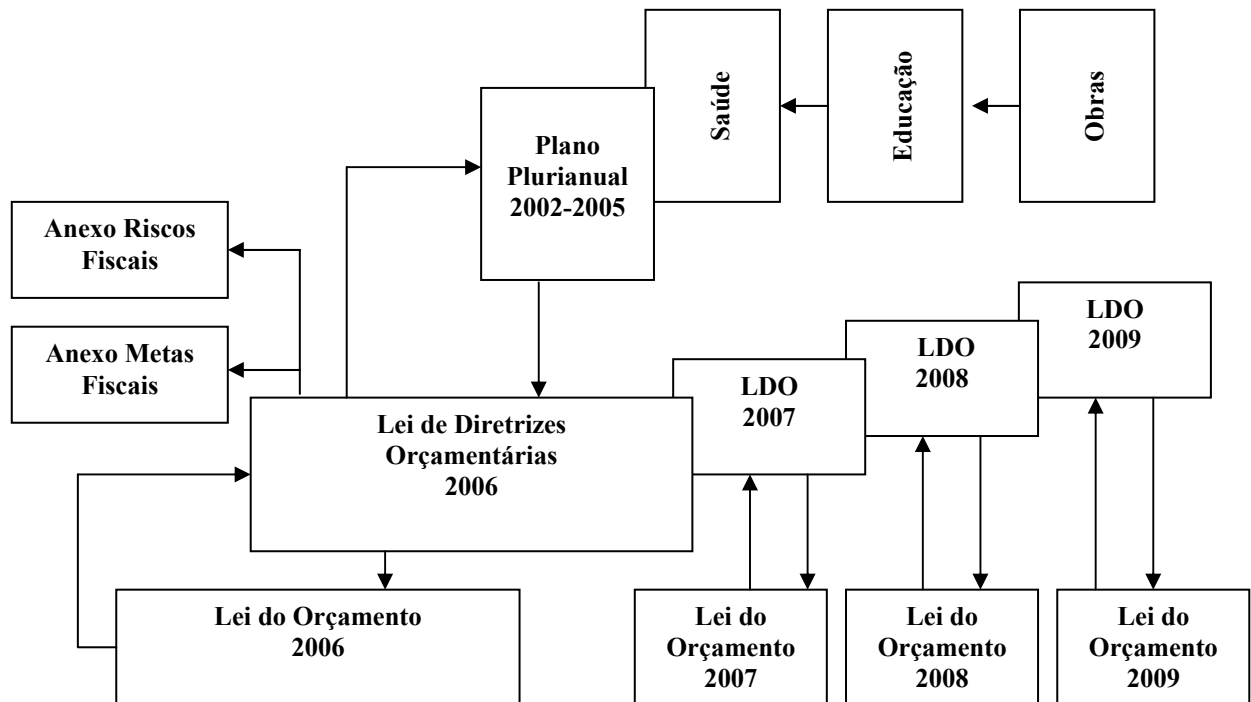 Saúde
Educação
Obras
Plano
Plurianual
2002-2005
Anexo Riscos
Fiscais
Anexo Metas
Fiscais
LDO
2009
LDO
2008
LDO
2007
Lei de Diretrizes
Orçamentárias
2006
Lei do Orçamento
2006
Lei do
Orçamento
2007
Lei do
Orçamento
2008
Lei do
Orçamento
2009